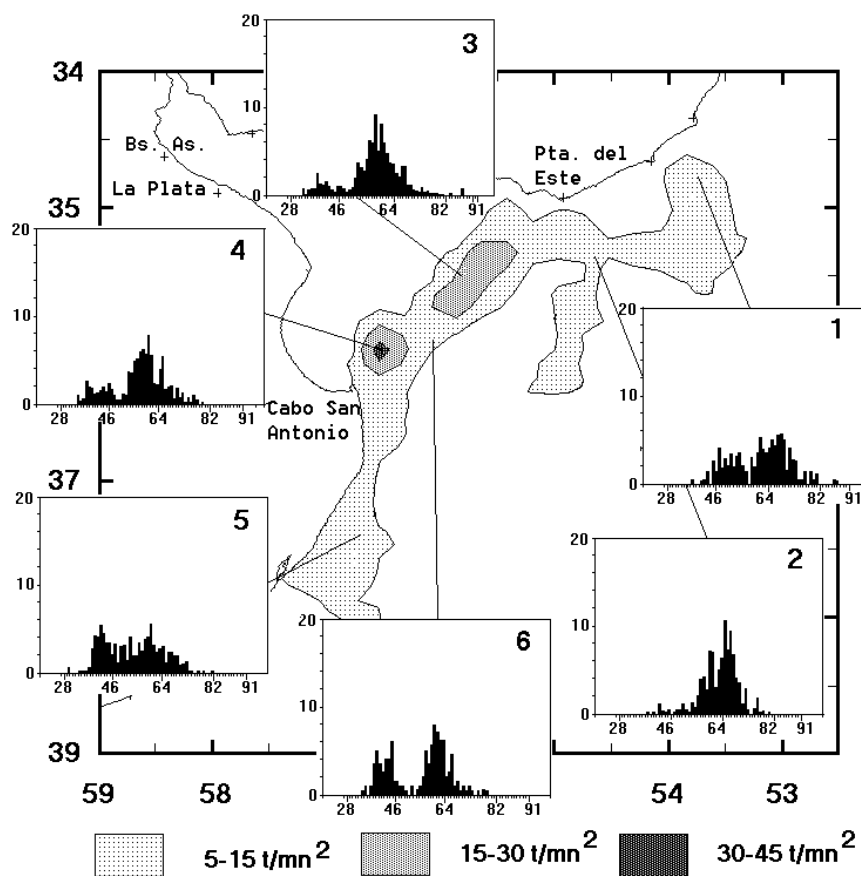 20
3
10
0
28 46 64 82 91
34
Bs. As.
La Plata
Pta. del
Este
35
20
4
10
0
28 46 64 82 91
20
1
10
0
28 46 64 82 91
Cabo San
Antonio
37
20
5
10
0
28 46 64 82 91
20
2
10
0
28 46 64 82 91
20
6
10
0
28 46 64 82 91
39
59 58 54 53
5-15 t/mn2
15-30 t/mn2
30-45 t/mn2